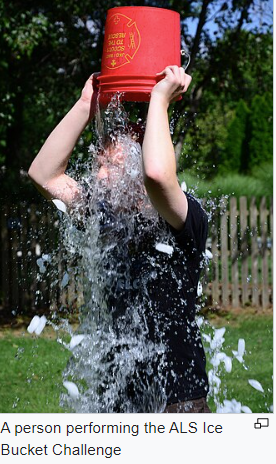 A person performing the ALS Ice
Bucket Challenge